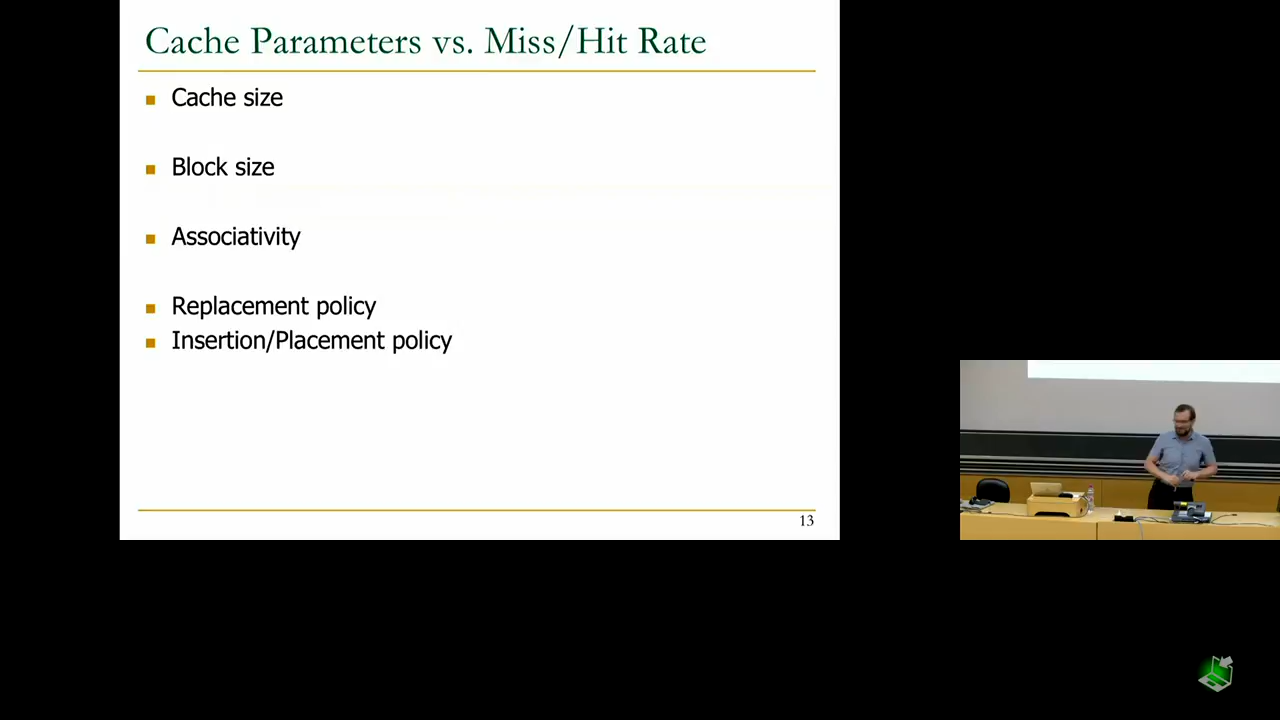 Cache Parameters vs. Miss/Hit Rate
Cache size
Block size
Associativity
Replacement policy
Insertion/Placement policy
13